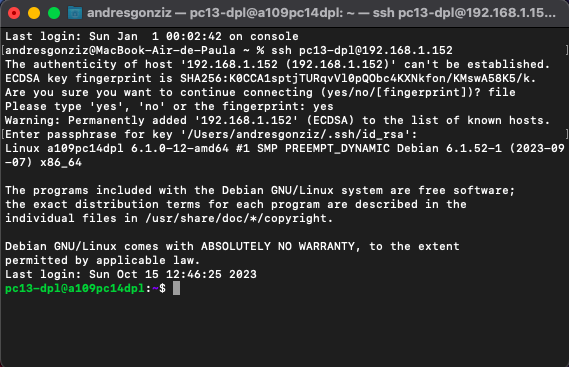 andresgonziz — pc13-dpl@a109pc14dpl: ~ — ssh pc13-dpl@192.168.1.15...
Last login: Sun Jan  1 00:02:42 on console
[andresgonziz@MacBook-Air-de-Paula ~ % ssh pc13-dpl@192.168.1.152 ]
The authenticity of host '192.168.1.152 (192.168.1.152)' can't be established.
ECDSA key fingerprint is SHA256:K0CCA1sptjTURqvVl0pQObc4KXNkfon/KMswA58K5/k.
Are you sure you want to continue connecting (yes/no/[fingerprint])? file
Please type 'yes', 'no' or the fingerprint: yes
Warning: Permanently added '192.168.1.152' (ECDSA) to the list of known hosts.
[Enter passphrase for key '/Users/andresgonziz/.ssh/id_rsa': ]
Linux a109pc14dpl 6.1.0-12-amd64 #1 SMP PREEMPT_DYNAMIC Debian 6.1.52-1 (2023-09
-07) x86_64

The programs included with the Debian GNU/Linux system are free software;
the exact distribution terms for each program are described in the
individual files in /usr/share/doc/*/copyright.

Debian GNU/Linux comes with ABSOLUTELY NO WARRANTY, to the extent
permitted by applicable law.
Last login: Sun Oct 15 12:46:25 2023
pc13-dpl@a109pc14dpl:~$